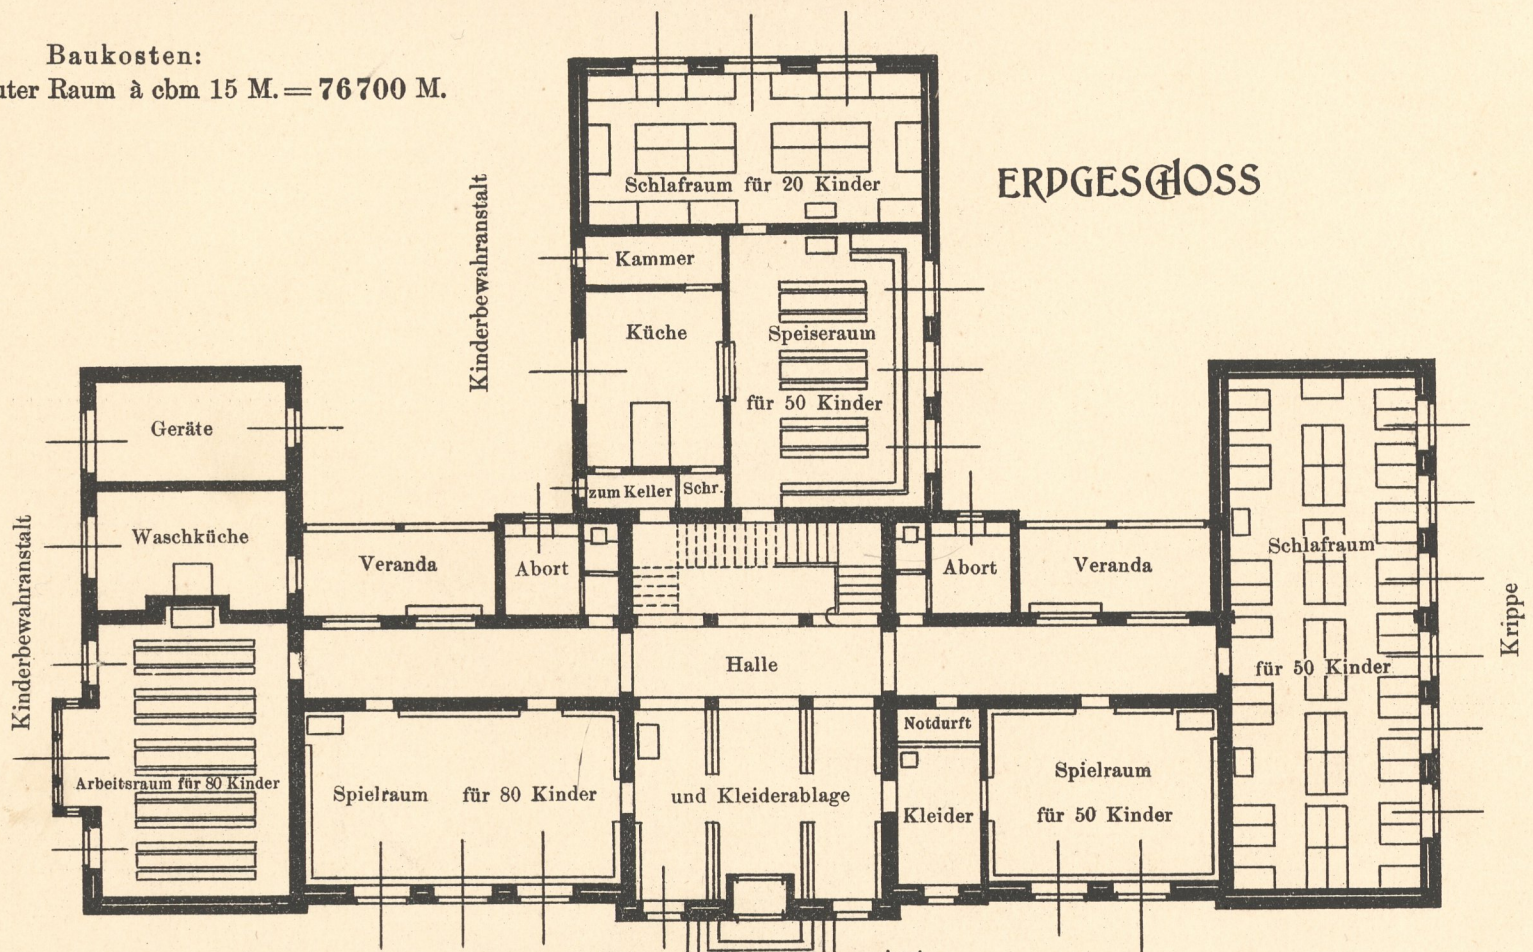 Baukosten:
Raum à cbm 15 M. = 76700 M.
ERDGESCHOSS
Kinderbewahranstalt
Schlafraum für 20 Kinder
Kammer
Küche
Speiseraum
für 50 Kinder
zum Keller
Schr.
Geräte
Waschküche
Kinderbewahranstalt
Veranda
Abort
Abort
Veranda
Schlafraum
für 50 Kinder
Krippe
Halle
und Kleiderablage
Arbeitsraum für 80 Kinder
Spielraum für 80 Kinder
Notdurft
Kleider
Spielraum
für 50 Kinder